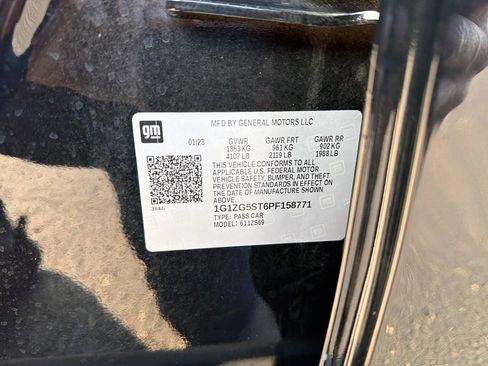 gm
MFD BY GENERAL MOTORS LLC
01/23 GVWR GAWR FRT GAWR RR
1863 KG 961 KG 902 KG
4107 LB 2119 LB 1988 LB
THIS VEHICLE CONFORMS TO ALL
APPLICABLE U.S. FEDERAL MOTOR
VEHICLE SAFETY, BUMPER, AND THEFT
PREVENTION STANDARDS IN EFFECT ON
THE DATE OF MANUFACTURE SHOWN ABOVE.
1G1ZG5ST6PF158771
TYPE: PASS CAR
MODEL: 611ZS69